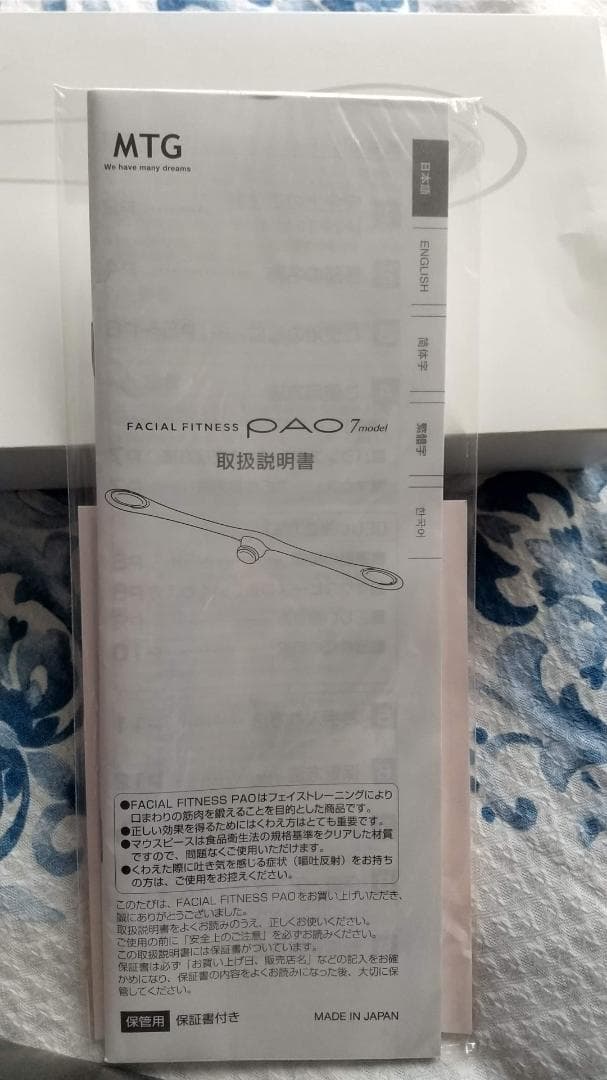 MTG
We have many dreams
日本語
ENGLISH
简体字
繁體字
한국어
FACIAL FITNESS PAO 7model
取扱説明書
●FACIAL FITNESS PAOはフェイストレーニングにより
口まわりの筋肉を鍛えることを目的とした商品です。
●正しい効果を得るためにはくわえ方はとても重要です。
●マウスピースは食品衛生法の規格基準をクリアした材質
ですので、問題なくご使用いただけます。
●くわえた際に吐き気を感じる症状（嘔吐反射）をお持ち
の方は、ご使用をお控えください。
このたびは、FACIAL FITNESS PAOをお買い上げいただき、
誠にありがとうございました。
取扱説明書をよくお読みのうえ、正しくお使いください。
ご使用の前に「安全上のご注意」を必ずお読みください。
この取扱説明書には保証書がついています。
保証書は必ず「お買い上げ日、販売店名」などの記入をお確
かめになり、保証書の内容をよくお読みになった後、大切に保
管してください。
保管用 保証書付き
MADE IN JAPAN